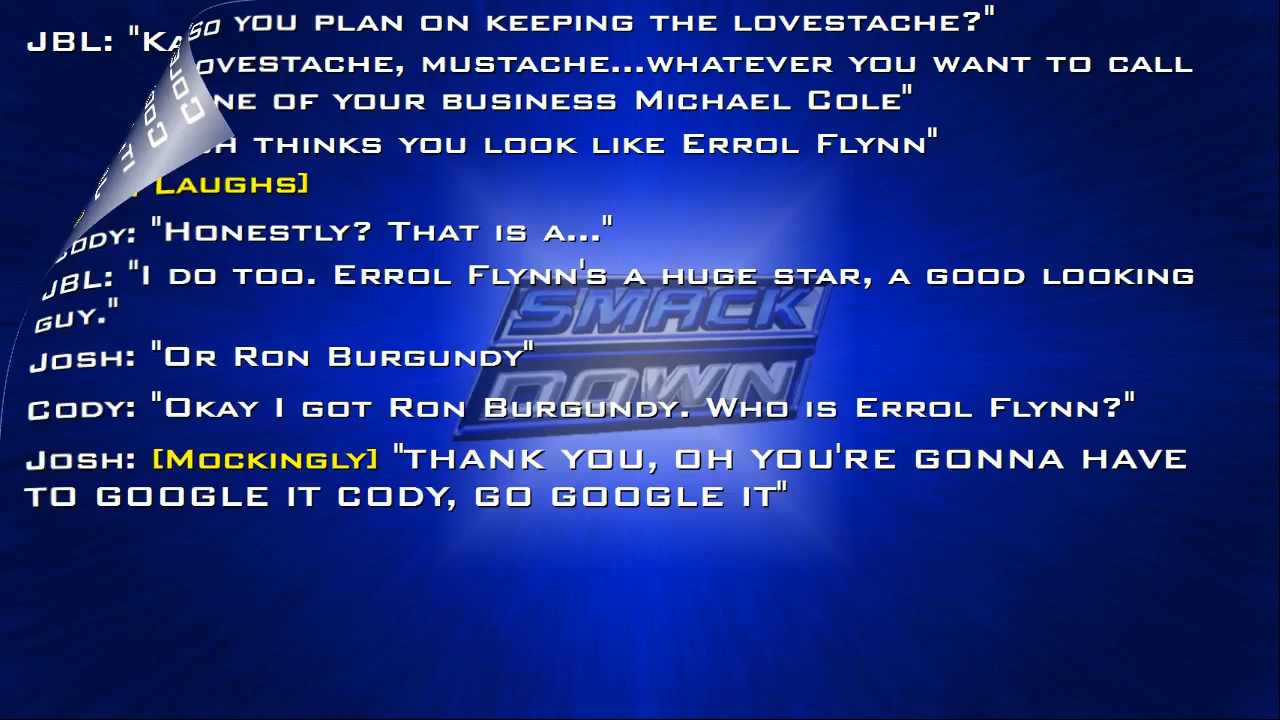 JBL: "Ka
so you plan on keeping the lovestache?"
ovestache, mustache...whatever you want to call
ne of your business Michael Cole"
h thinks you look like Errol Flynn"
Laughs]
Cody: "Honestly? That is a..."
JBL: "I do too. Errol Flynn's a huge star, a good looking
guy."
Josh: "Or Ron Burgundy"
Cody: "Okay I got Ron Burgundy. Who is Errol Flynn?"
Josh: [Mockingly] "THANK YOU, OH YOU'RE GONNA HAVE
TO GOOGLE IT CODY, GO GOOGLE IT"
SMACK
DOWN